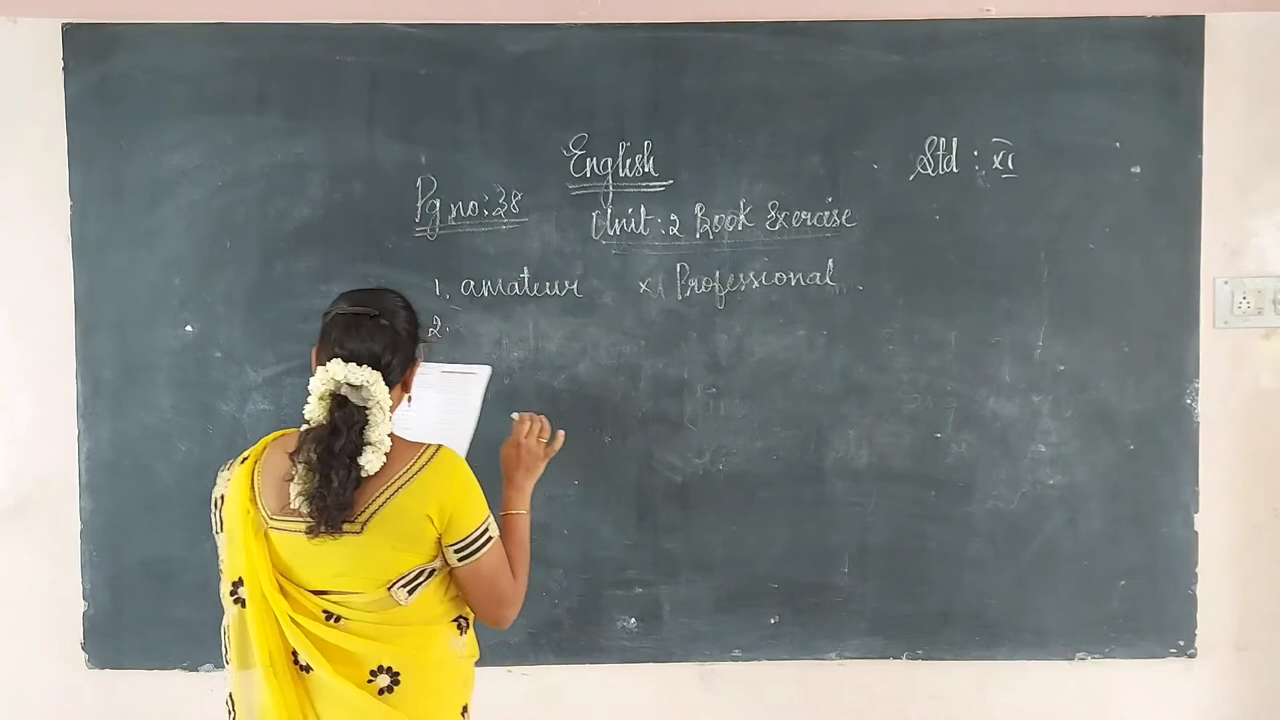 English
Std : XI
Pg.no:38
Unit:2 Book Exercise
1. amateur x Professional.
2.